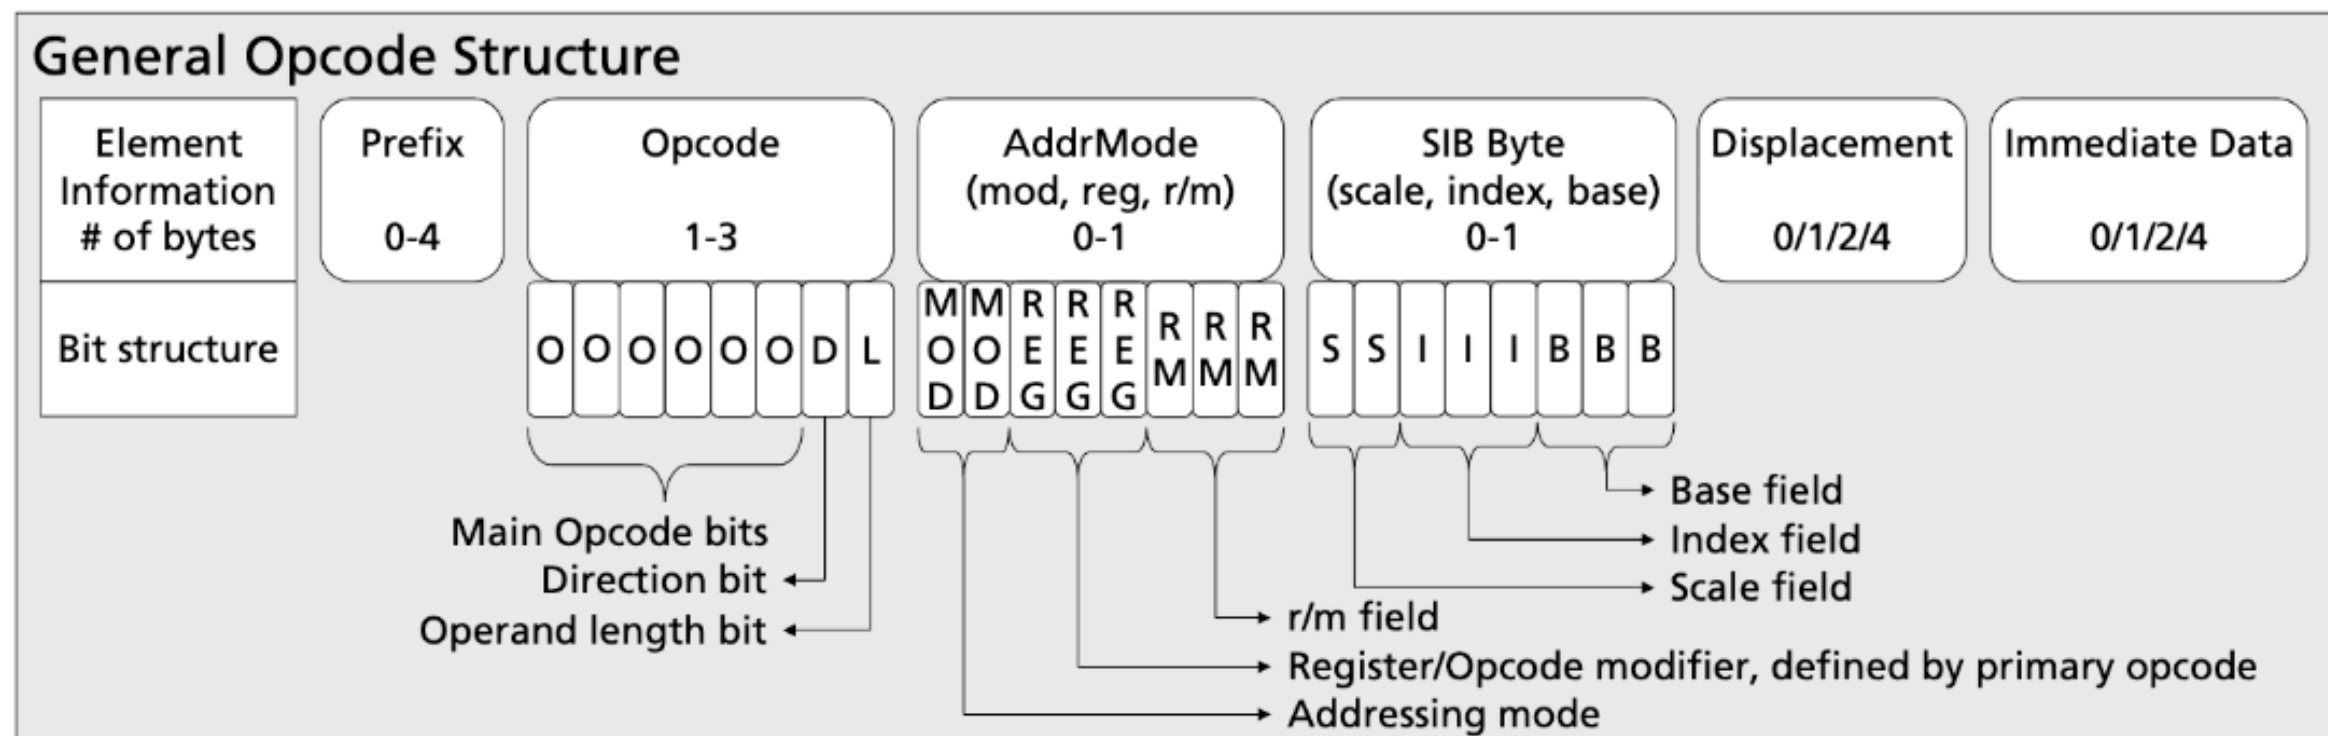 General Opcode Structure
Element
Information
# of bytes
Prefix
0-4
Opcode
1-3
AddrMode
(mod, reg, r/m)
0-1
SIB Byte
(scale, index, base)
0-1
Displacement
0/1/2/4
Immediate Data
0/1/2/4
Bit structure
O O O O O O D L
MOD MOD REG REG REG RM RM RM
S S I I I B B B
Main Opcode bits
Direction bit
Operand length bit
Base field
Index field
Scale field
r/m field
Register/Opcode modifier, defined by primary opcode
Addressing mode